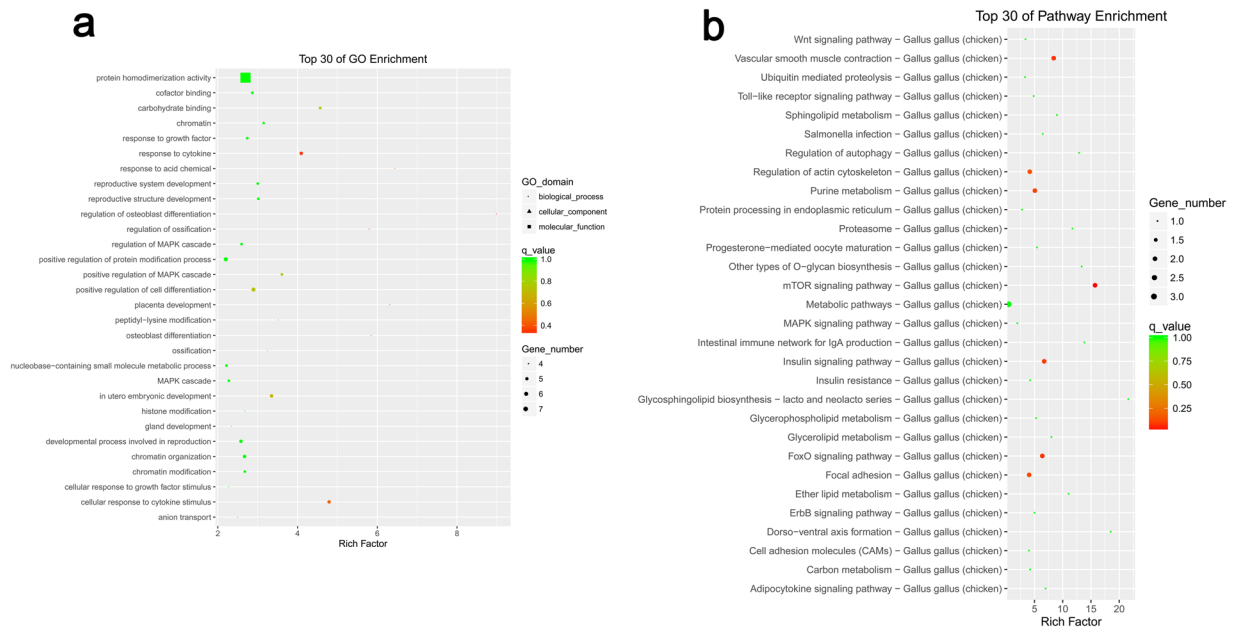 a
Top 30 of GO Enrichment
protein homodimerization activity
cofactor binding
carbohydrate binding
chromatin
response to growth factor
response to cytokine
response to acid chemical
reproductive system development
reproductive structure development
regulation of osteoblast differentiation
regulation of ossification
regulation of MAPK cascade
positive regulation of protein modification process
positive regulation of MAPK cascade
positive regulation of cell differentiation
placenta development
peptidyl−lysine modification
osteoblast differentiation
ossification
nucleobase−containing small molecule metabolic process
MAPK cascade
in utero embryonic development
histone modification
gland development
developmental process involved in reproduction
chromatin organization
chromatin modification
cellular response to growth factor stimulus
cellular response to cytokine stimulus
anion transport
2 4 6 8
Rich Factor
GO_domain
biological_process
cellular_component
molecular_function
q_value
1.0
0.8
0.6
0.4
Gene_number
4
5
6
7
b
Top 30 of Pathway Enrichment
Wnt signaling pathway − Gallus gallus (chicken)
Vascular smooth muscle contraction − Gallus gallus (chicken)
Ubiquitin mediated proteolysis − Gallus gallus (chicken)
Toll−like receptor signaling pathway − Gallus gallus (chicken)
Sphingolipid metabolism − Gallus gallus (chicken)
Salmonella infection − Gallus gallus (chicken)
Regulation of autophagy − Gallus gallus (chicken)
Regulation of actin cytoskeleton − Gallus gallus (chicken)
Purine metabolism − Gallus gallus (chicken)
Protein processing in endoplasmic reticulum − Gallus gallus (chicken)
Proteasome − Gallus gallus (chicken)
Progesterone−mediated oocyte maturation − Gallus gallus (chicken)
Other types of O−glycan biosynthesis − Gallus gallus (chicken)
mTOR signaling pathway − Gallus gallus (chicken)
Metabolic pathways − Gallus gallus (chicken)
MAPK signaling pathway − Gallus gallus (chicken)
Intestinal immune network for IgA production − Gallus gallus (chicken)
Insulin signaling pathway − Gallus gallus (chicken)
Insulin resistance − Gallus gallus (chicken)
Glycosphingolipid biosynthesis − lacto and neolacto series − Gallus gallus (chicken)
Glycerophospholipid metabolism − Gallus gallus (chicken)
Glycerolipid metabolism − Gallus gallus (chicken)
FoxO signaling pathway − Gallus gallus (chicken)
Focal adhesion − Gallus gallus (chicken)
Ether lipid metabolism − Gallus gallus (chicken)
ErbB signaling pathway − Gallus gallus (chicken)
Dorso−ventral axis formation − Gallus gallus (chicken)
Cell adhesion molecules (CAMs) − Gallus gallus (chicken)
Carbon metabolism − Gallus gallus (chicken)
Adipocytokine signaling pathway − Gallus gallus (chicken)
5 10 15 20
Rich Factor
Gene_number
1.0
1.5
2.0
2.5
3.0
q_value
1.00
0.75
0.50
0.25